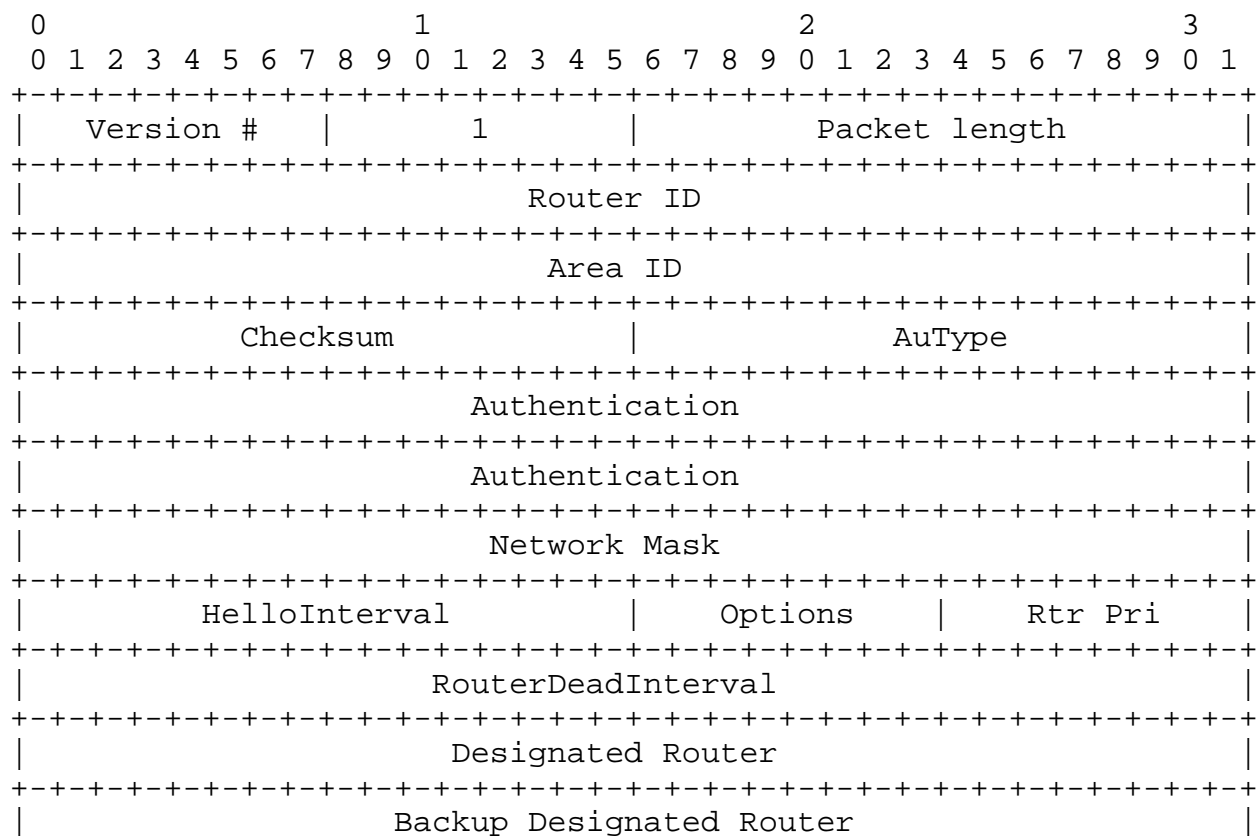 0                   1                   2                   3
 0 1 2 3 4 5 6 7 8 9 0 1 2 3 4 5 6 7 8 9 0 1 2 3 4 5 6 7 8 9 0 1
+-+-+-+-+-+-+-+-+-+-+-+-+-+-+-+-+-+-+-+-+-+-+-+-+-+-+-+-+-+-+-+-+
|   Version #   |       1       |         Packet length         |
+-+-+-+-+-+-+-+-+-+-+-+-+-+-+-+-+-+-+-+-+-+-+-+-+-+-+-+-+-+-+-+-+
|                          Router ID                            |
+-+-+-+-+-+-+-+-+-+-+-+-+-+-+-+-+-+-+-+-+-+-+-+-+-+-+-+-+-+-+-+-+
|                           Area ID                             |
+-+-+-+-+-+-+-+-+-+-+-+-+-+-+-+-+-+-+-+-+-+-+-+-+-+-+-+-+-+-+-+-+
|           Checksum            |             AuType            |
+-+-+-+-+-+-+-+-+-+-+-+-+-+-+-+-+-+-+-+-+-+-+-+-+-+-+-+-+-+-+-+-+
|                       Authentication                          |
+-+-+-+-+-+-+-+-+-+-+-+-+-+-+-+-+-+-+-+-+-+-+-+-+-+-+-+-+-+-+-+-+
|                       Authentication                          |
+-+-+-+-+-+-+-+-+-+-+-+-+-+-+-+-+-+-+-+-+-+-+-+-+-+-+-+-+-+-+-+-+
|                        Network Mask                           |
+-+-+-+-+-+-+-+-+-+-+-+-+-+-+-+-+-+-+-+-+-+-+-+-+-+-+-+-+-+-+-+-+
|         HelloInterval         |    Options    |    Rtr Pri    |
+-+-+-+-+-+-+-+-+-+-+-+-+-+-+-+-+-+-+-+-+-+-+-+-+-+-+-+-+-+-+-+-+
|                     RouterDeadInterval                        |
+-+-+-+-+-+-+-+-+-+-+-+-+-+-+-+-+-+-+-+-+-+-+-+-+-+-+-+-+-+-+-+-+
|                      Designated Router                        |
+-+-+-+-+-+-+-+-+-+-+-+-+-+-+-+-+-+-+-+-+-+-+-+-+-+-+-+-+-+-+-+-+
|                   Backup Designated Router                    |